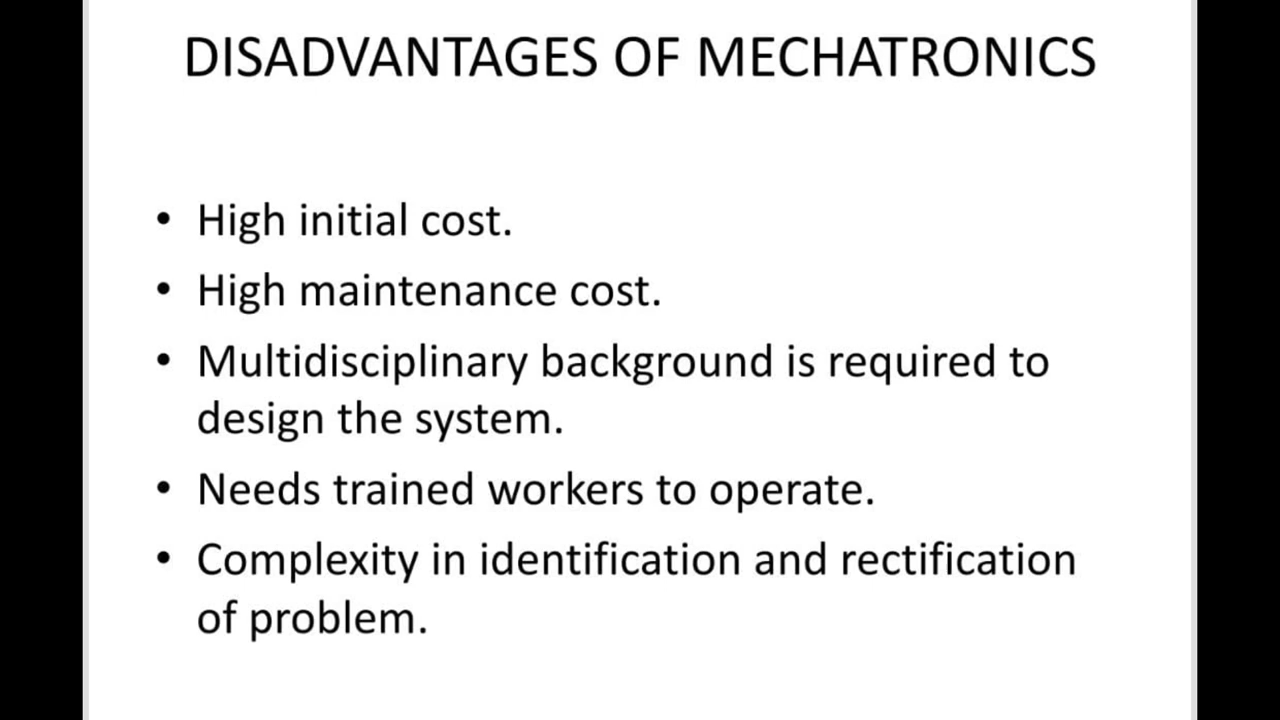 DISADVANTAGES OF MECHATRONICS
• High initial cost.
• High maintenance cost.
• Multidisciplinary background is required to
design the system.
• Needs trained workers to operate.
• Complexity in identification and rectification
of problem.